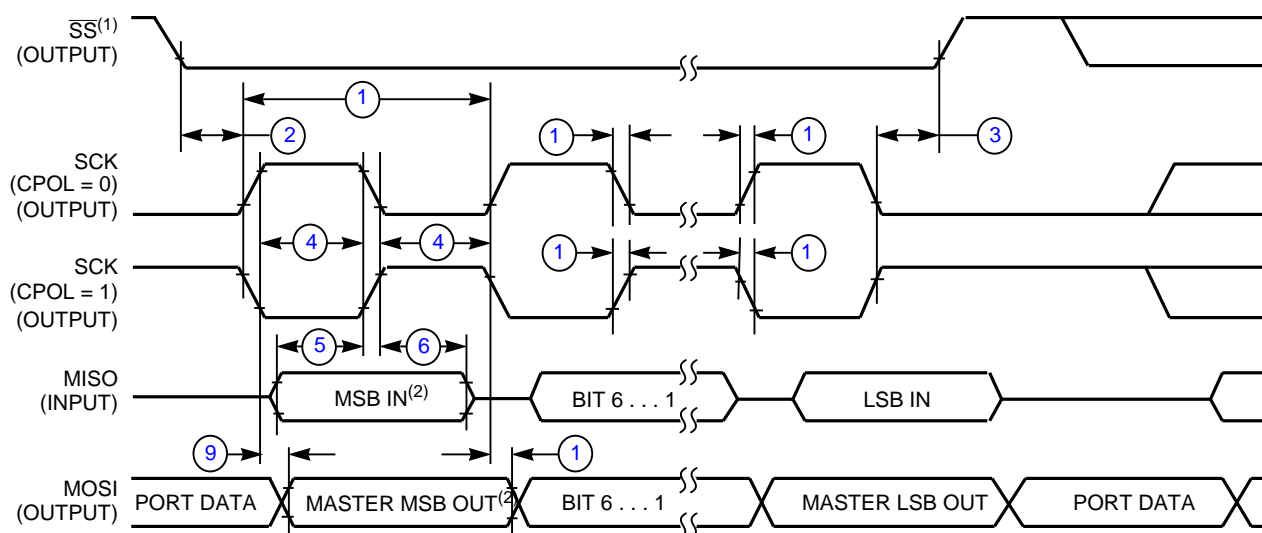 SS(1)
(OUTPUT)
1
2
1
1
3
SCK
(CPOL = 0)
(OUTPUT)
4
4
1
1
SCK
(CPOL = 1)
(OUTPUT)
5
6
MISO
(INPUT)
MSB IN(2)
BIT 6 . . . 1
LSB IN
9
1
MOSI
(OUTPUT)
PORT DATA
MASTER MSB OUT(2
BIT 6 . . . 1
MASTER LSB OUT
PORT DATA